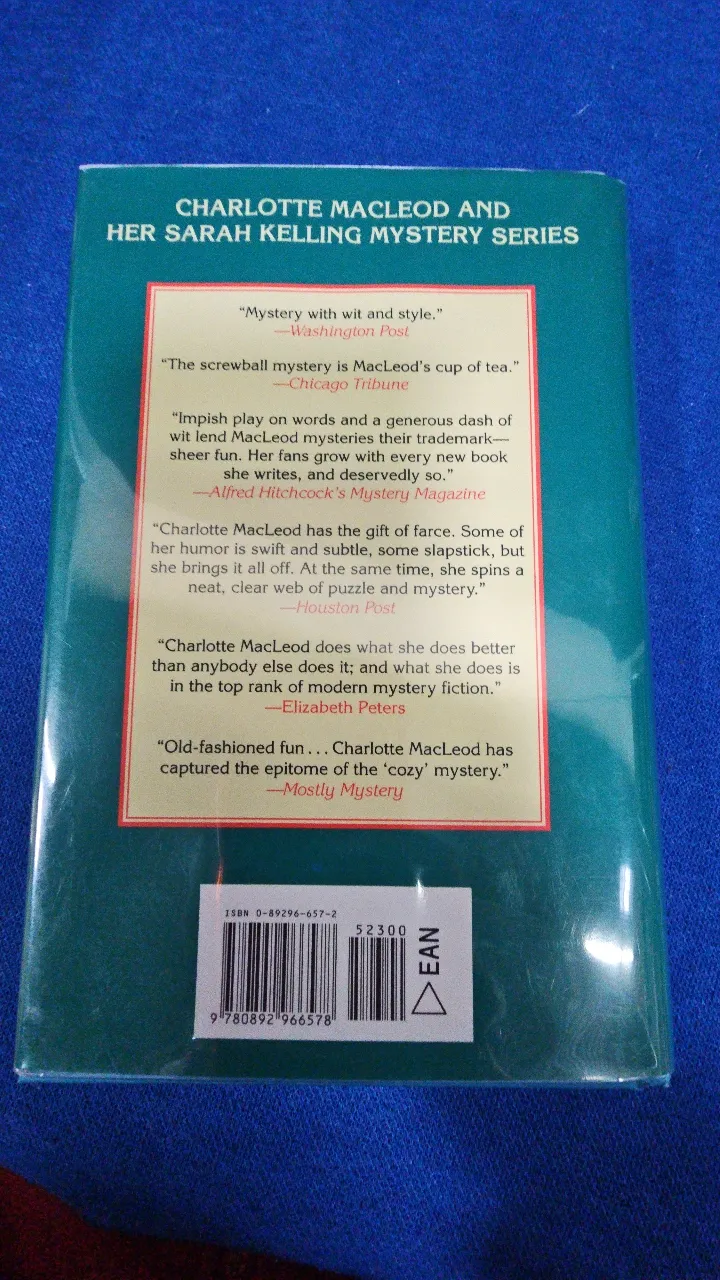 CHARLOTTE MACLEOD AND
HER SARAH KELLING MYSTERY SERIES
“Mystery with wit and style.”
—Washington Post
“The screwball mystery is MacLeod’s cup of tea.”
—Chicago Tribune
“Impish play on words and a generous dash of
wit lend MacLeod mysteries their trademark—
sheer fun. Her fans grow with every new book
she writes, and deservedly so.”
—Alfred Hitchcock’s Mystery Magazine
“Charlotte MacLeod has the gift of farce. Some of
her humor is swift and subtle, some slapstick, but
she brings it all off. At the same time, she spins a
neat, clear web of puzzle and mystery.”
—Houston Post
“Charlotte MacLeod does what she does better
than anybody else does it; and what she does is
in the top rank of modern mystery fiction.”
—Elizabeth Peters
“Old-fashioned fun . . . Charlotte MacLeod has
captured the epitome of the ‘cozy’ mystery.”
—Mostly Mystery
ISBN 0-89296-657-2
52300
EAN
9 780892 966578